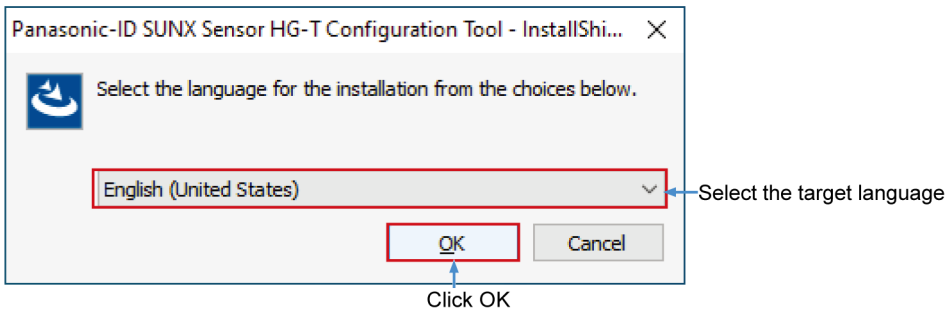 Panasonic-ID SUNX Sensor HG-T Configuration Tool - InstallShi...
Select the language for the installation from the choices below.
English (United States)
Select the target language
OK
Cancel
Click OK